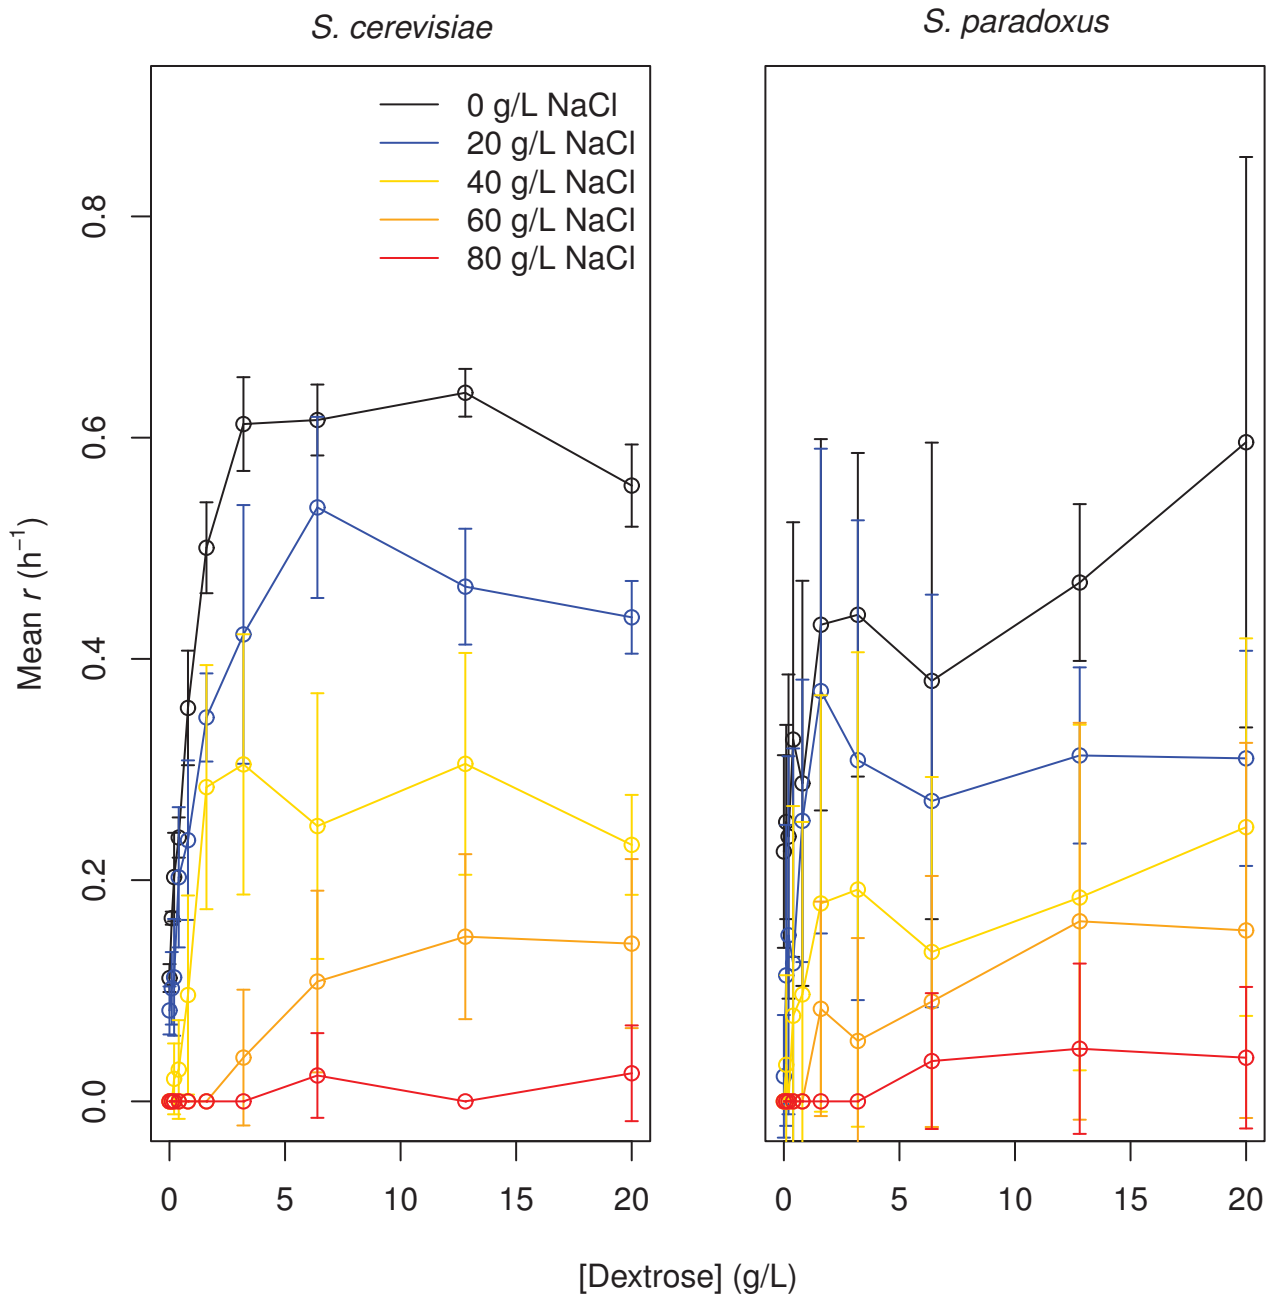 S. cerevisiae
S. paradoxus
0 g/L NaCl
20 g/L NaCl
40 g/L NaCl
60 g/L NaCl
80 g/L NaCl
Mean r (h⁻¹)
0.8
0.6
0.4
0.2
0.0
0 5 10 15 20
0 5 10 15 20
[Dextrose] (g/L)